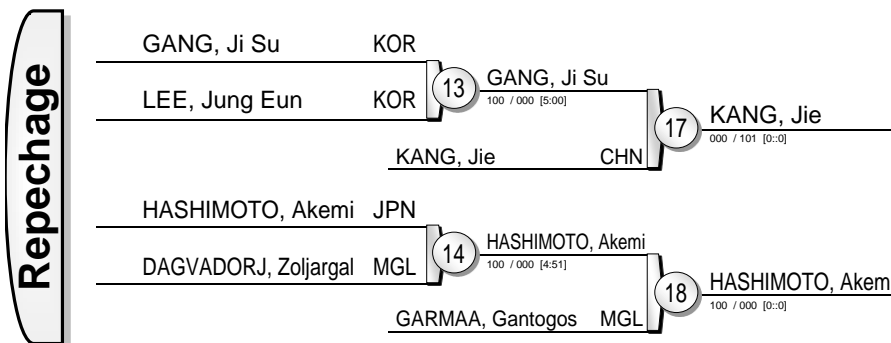 Repechage
GANG, Ji Su KOR
LEE, Jung Eun KOR
13
GANG, Ji Su
100 / 000 [5:00]
KANG, Jie CHN
17
KANG, Jie
000 / 101 [0::0]
HASHIMOTO, Akemi JPN
DAGVADORJ, Zoljargal MGL
14
HASHIMOTO, Akemi
100 / 000 [4:51]
GARMAA, Gantogos MGL
18
HASHIMOTO, Akem
100 / 000 [0::0]